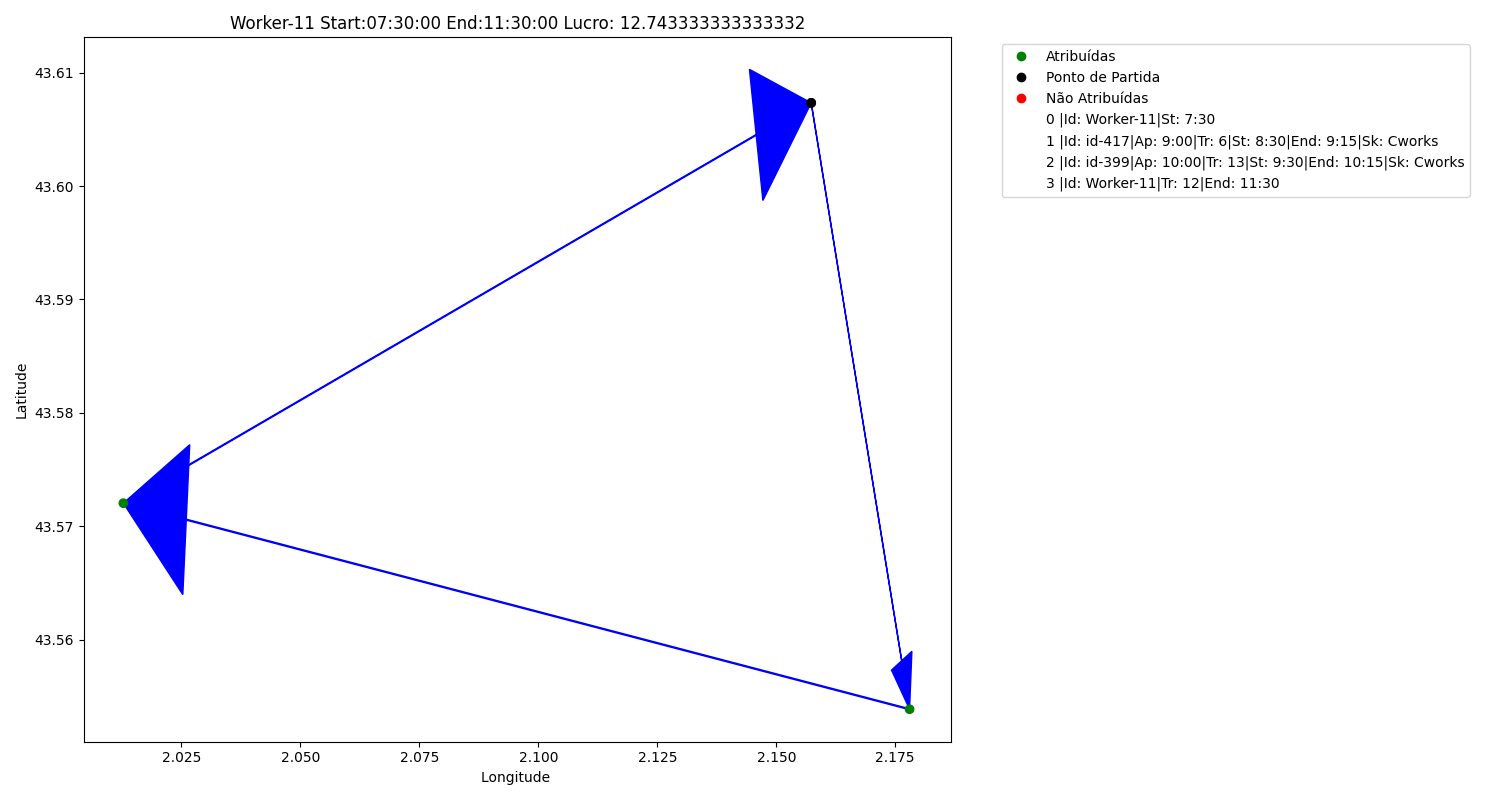 Worker-11 Start:07:30:00 End:11:30:00 Lucro: 12.743333333333332
Atribuídas
Ponto de Partida
Não Atribuídas
0 |Id: Worker-11|St: 7:30
1 |Id: id-417|Ap: 9:00|Tr: 6|St: 8:30|End: 9:15|Sk: Cworks
2 |Id: id-399|Ap: 10:00|Tr: 13|St: 9:30|End: 10:15|Sk: Cworks
3 |Id: Worker-11|Tr: 12|End: 11:30
43.61
43.60
43.59
43.58
43.57
43.56
Latitude
2.025 2.050 2.075 2.100 2.125 2.150 2.175
Longitude